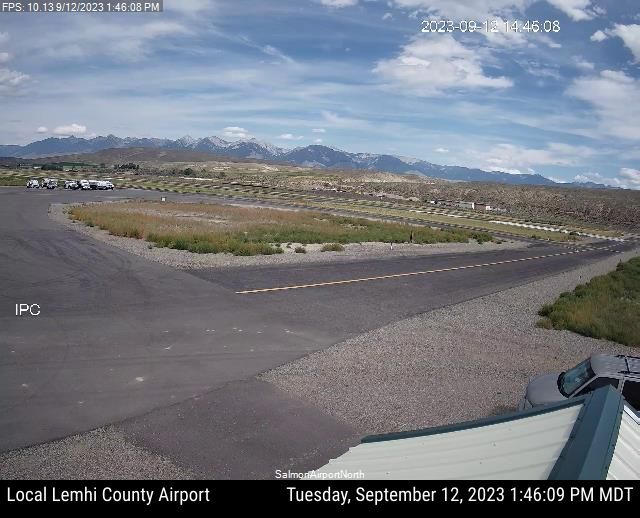 FPS: 10.13 9/12/2023 1:46:08 PM
2023-09-12 14:46:08
IPC
SalmonAirportNorth
Local Lemhi County Airport Tuesday, September 12, 2023 1:46:09 PM MDT